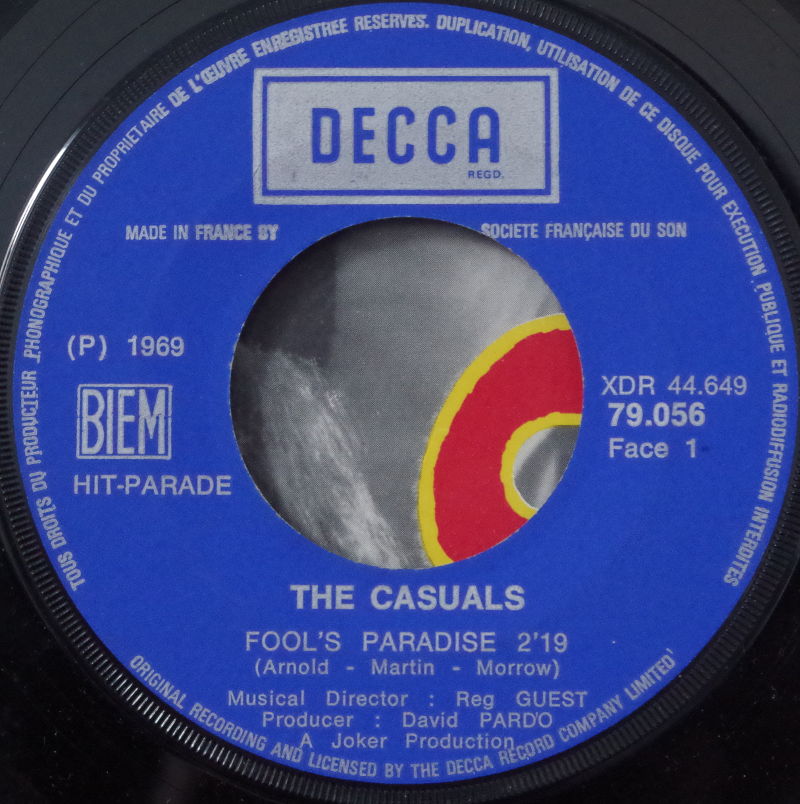 TOUS DROITS DU PRODUCTEUR PHONOGRAPHIQUE ET DU PROPRIETAIRE DE L'ŒUVRE ENREGISTREE RESERVES. DUPLICATION, UTILISATION DE CE DISQUE POUR EXECUTION PUBLIQUE ET RADIODIFFUSION INTERDITES
DECCA
REGD.
MADE IN FRANCE BY SOCIETE FRANÇAISE DU SON
(P) 1969
BIEM
HIT-PARADE
XDR 44.649
79.056
Face 1
THE CASUALS
FOOL'S PARADISE 2'19
(Arnold - Martin - Morrow)
Musical Director : Reg GUEST
Producer : David PARDO
A Joker Production
ORIGINAL RECORDING AND LICENSED BY THE DECCA RECORD COMPANY LIMITED'